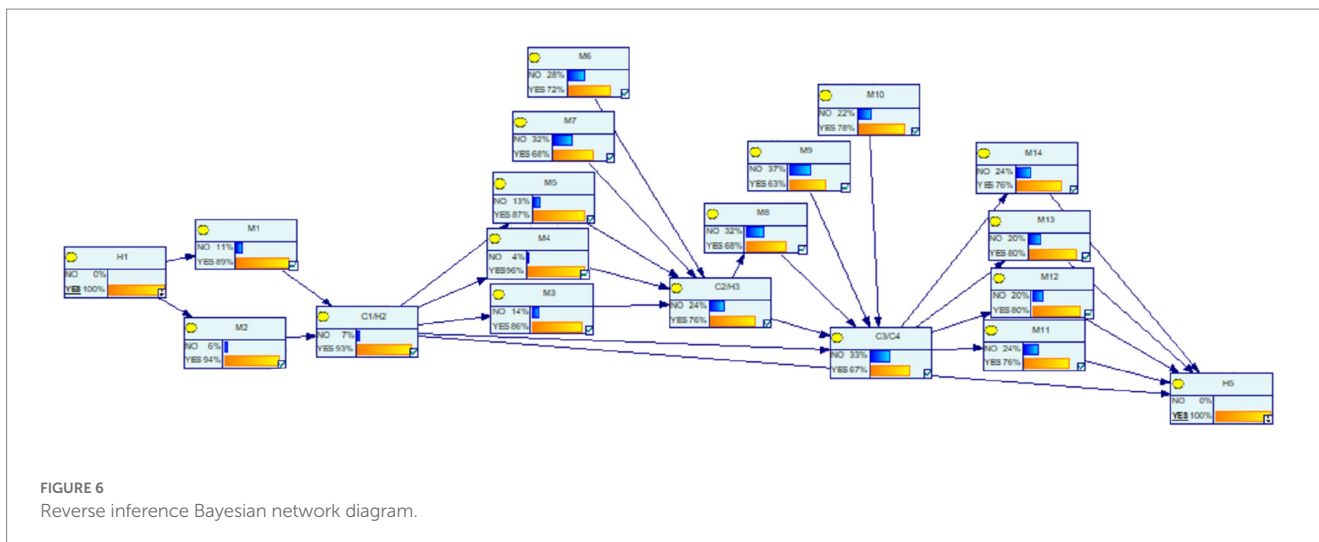 M6
NO 28%
YES 72%
M10
NO 22%
YES 78%
M7
NO 32%
YES 68%
M9
NO 37%
YES 63%
M14
NO 24%
YES 76%
M5
NO 13%
YES 87%
M8
NO 32%
YES 68%
M13
NO 20%
YES 80%
M1
NO 11%
YES 89%
M4
NO 4%
YES 96%
H1
NO 0%
YES 100%
M12
NO 20%
YES 80%
C2/H3
NO 24%
YES 76%
M3
NO 14%
YES 86%
C1/H2
NO 7%
YES 93%
M2
NO 6%
YES 94%
M11
NO 24%
YES 76%
C3/C4
NO 33%
YES 67%
H5
NO 0%
YES 100%
FIGURE 6
Reverse inference Bayesian network diagram.